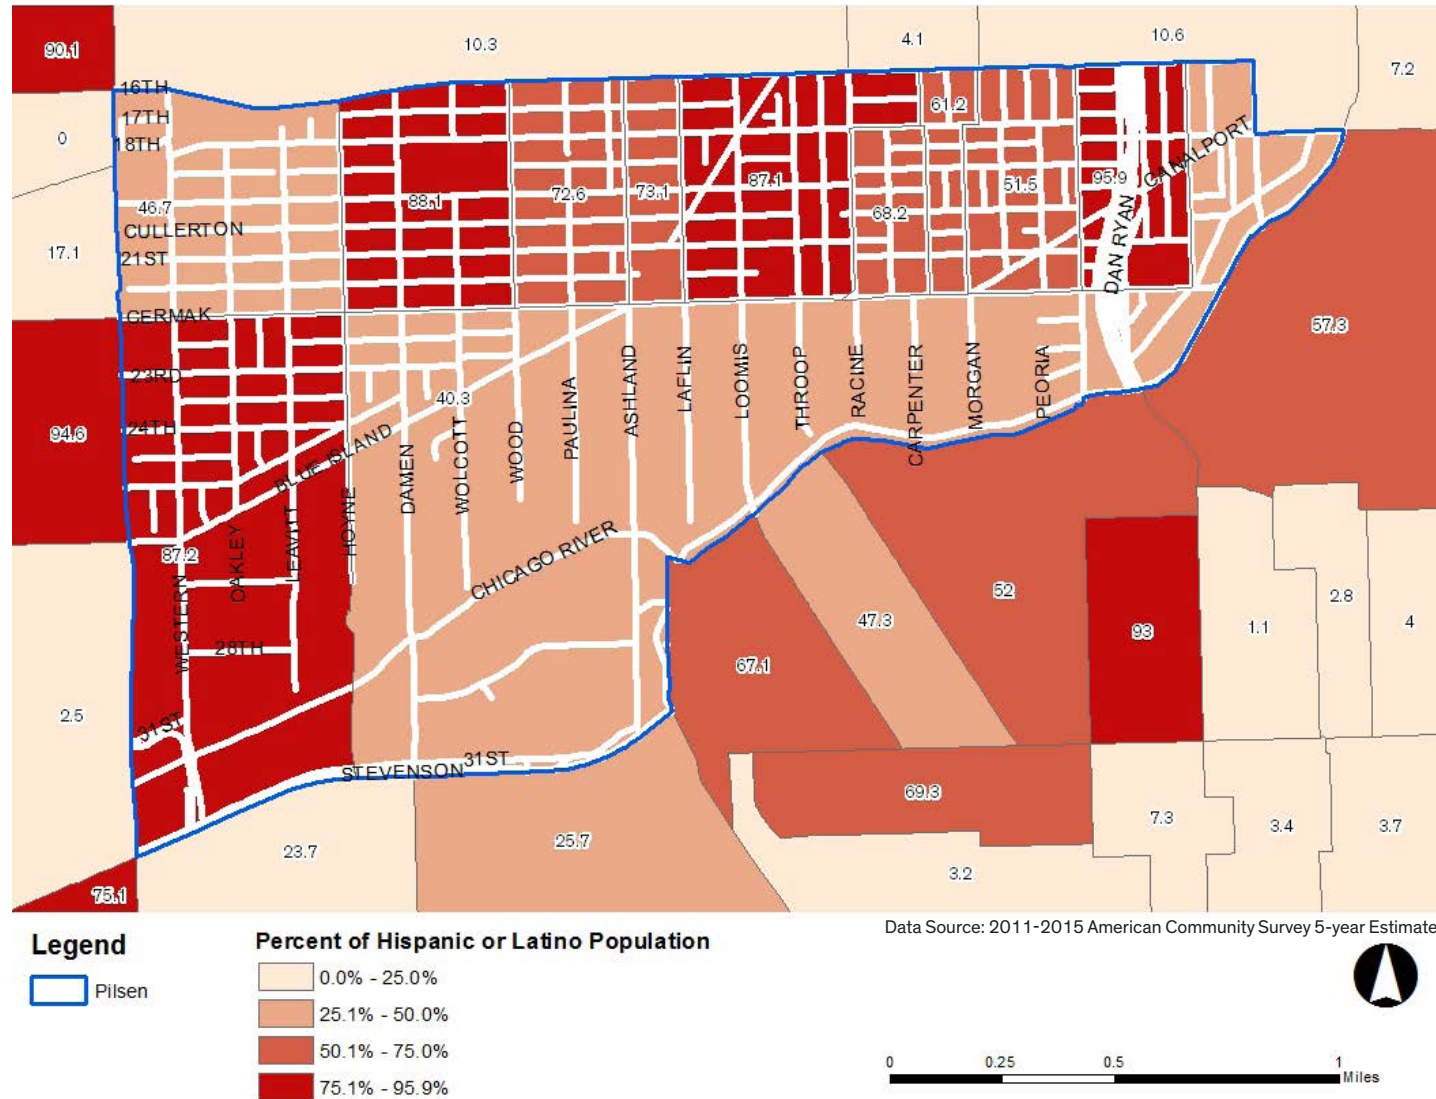 90.1
10.3
4.1
10.6
7.2
16TH
17TH
0
18TH
61.2
CANALPORT
46.7
88.1
72.6
73.1
87.1
68.2
51.5
95.9
CULLERTON
17.1
21ST
DAN RYAN
CERMAK
57.3
23RD
40.3
94.6
24TH
BLUE ISLAND
HOYNE
DAMEN
WOLCOTT
WOOD
PAULINA
ASHLAND
LAFLIN
LOOMIS
THROOP
RACINE
CARPENTER
MORGAN
PEORIA
87.2
WESTERN
OAKLEY
LEAVITT
CHICAGO RIVER
28TH
67.1
47.3
52
93
1.1
2.8
4
2.5
31ST
STEVENSON
31ST
69.3
7.3
3.4
3.7
23.7
25.7
3.2
75.1
Data Source: 2011-2015 American Community Survey 5-year Estimate
Legend
Pilsen
Percent of Hispanic or Latino Population
0.0% - 25.0%
25.1% - 50.0%
50.1% - 75.0%
75.1% - 95.9%
0 0.25 0.5 1
Miles